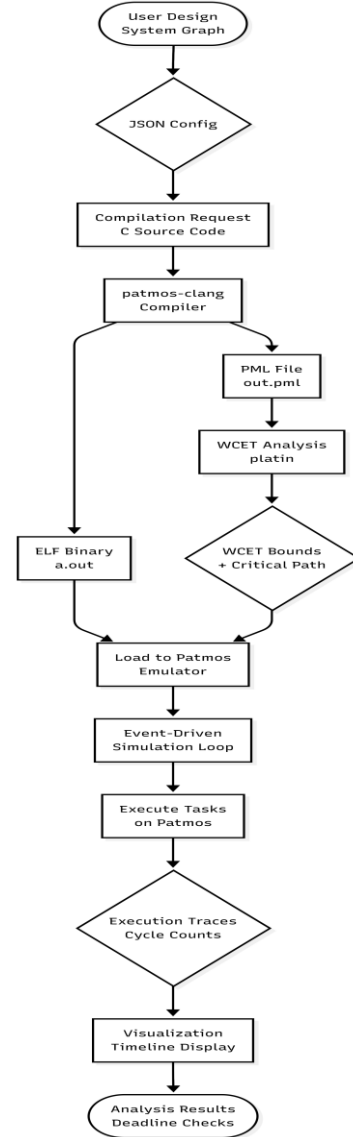 User Design
System Graph
JSON Config
Compilation Request
C Source Code
patmos-clang
Compiler
PML File
out.pml
WCET Analysis
platin
ELF Binary
a.out
WCET Bounds
+ Critical Path
Load to Patmos
Emulator
Event-Driven
Simulation Loop
Execute Tasks
on Patmos
Execution Traces
Cycle Counts
Visualization
Timeline Display
Analysis Results
Deadline Checks